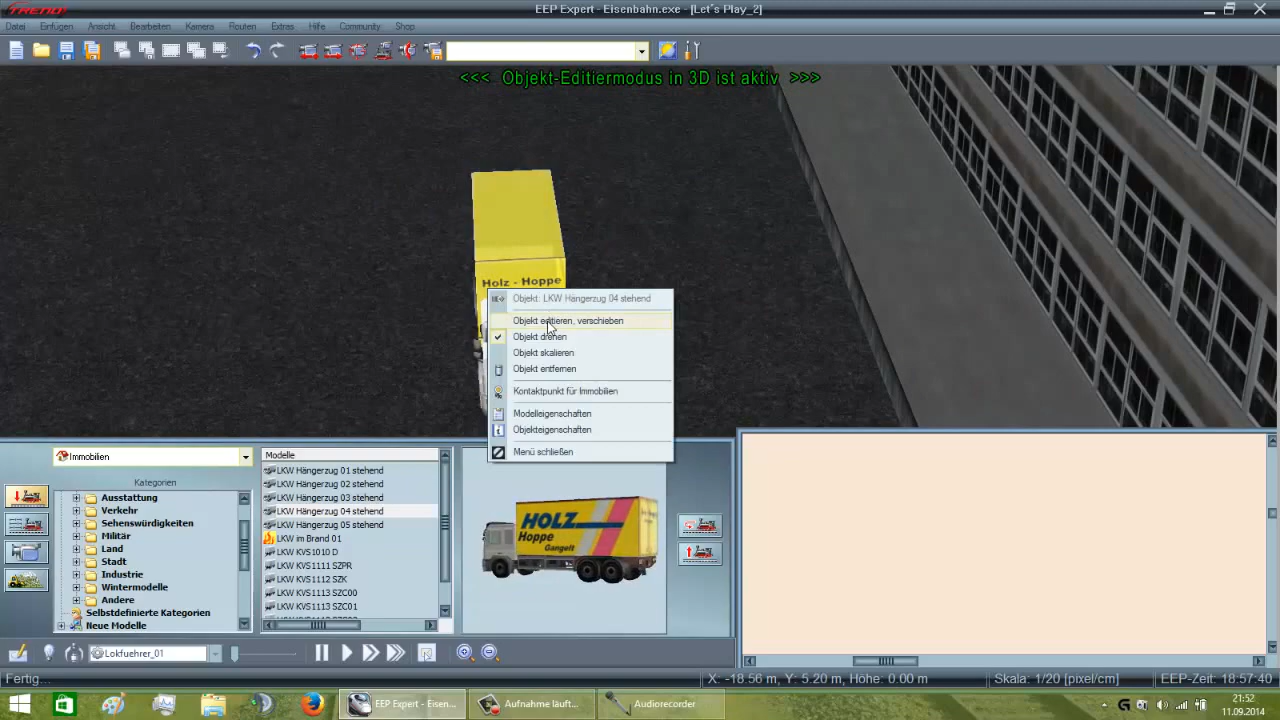 TREND
EEP Expert - Eisenbahn.exe - [Let´s Play_2]
Datei Einfügen Ansicht Bearbeiten Kamera Routen Extras Hilfe Community Shop
<<< Objekt-Editiermodus in 3D ist aktiv >>>
Holz - Hoppe
Objekt: LKW Hängerzug 04 stehend
Objekt editieren, verschieben
Objekt drehen
Objekt skalieren
Objekt entfernen
Kontaktpunkt für Immobilien
Modelleigenschaften
Objekteigenschaften
Menü schließen
Immobilien
Kategorien
Ausstattung
Verkehr
Sehenswürdigkeiten
Militär
Land
Stadt
Industrie
Wintermodelle
Andere
Selbstdefinierte Kategorien
Neue Modelle
Modelle
LKW Hängerzug 01 stehend
LKW Hängerzug 02 stehend
LKW Hängerzug 03 stehend
LKW Hängerzug 04 stehend
LKW Hängerzug 05 stehend
LKW im Brand 01
LKW KVS1010 D
LKW KVS1111 SZPR
LKW KVS1112 SZK
LKW KVS1113 SZC00
LKW KVS1113 SZC01
HOLZ
Hoppe
Gangelt
Lokfuehrer_01
Fertig...
X: -18.56 m, Y: 5.20 m, Höhe: 0.00 m
Skala: 1/20 [pixel/cm]
EEP-Zeit: 18:57:40
EEP Expert - Eisen...
Aufnahme läuft...
Audiorecorder
21:52
11.09.2014